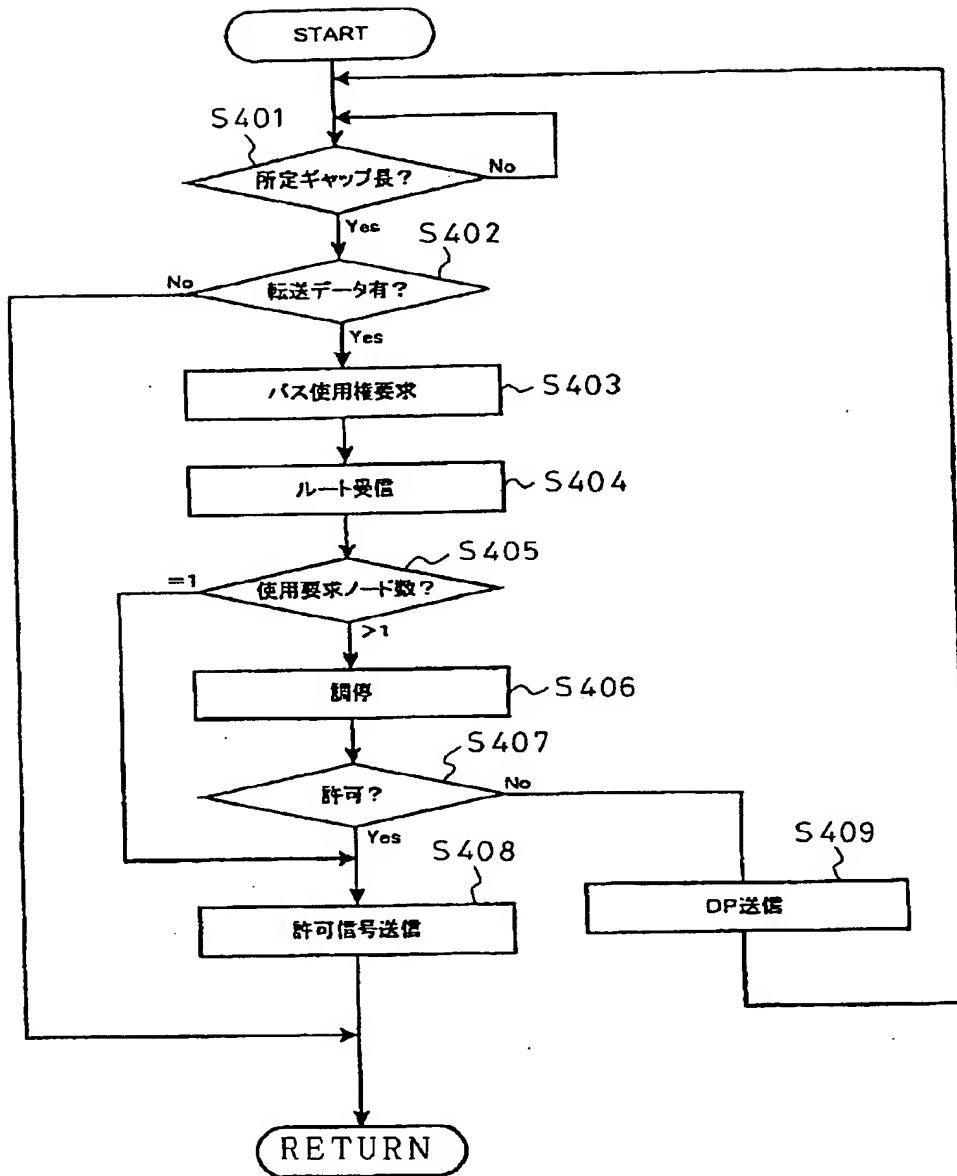 START
S401
所定ギャップ長？
No
Yes
S402
No
転送データ有？
Yes
バス使用権要求
S403
ルート受信
S404
S405
=1
使用要求ノード数？
>1
調停
S406
S407
許可？
No
Yes
S408
S409
許可信号送信
DP送信
RETURN